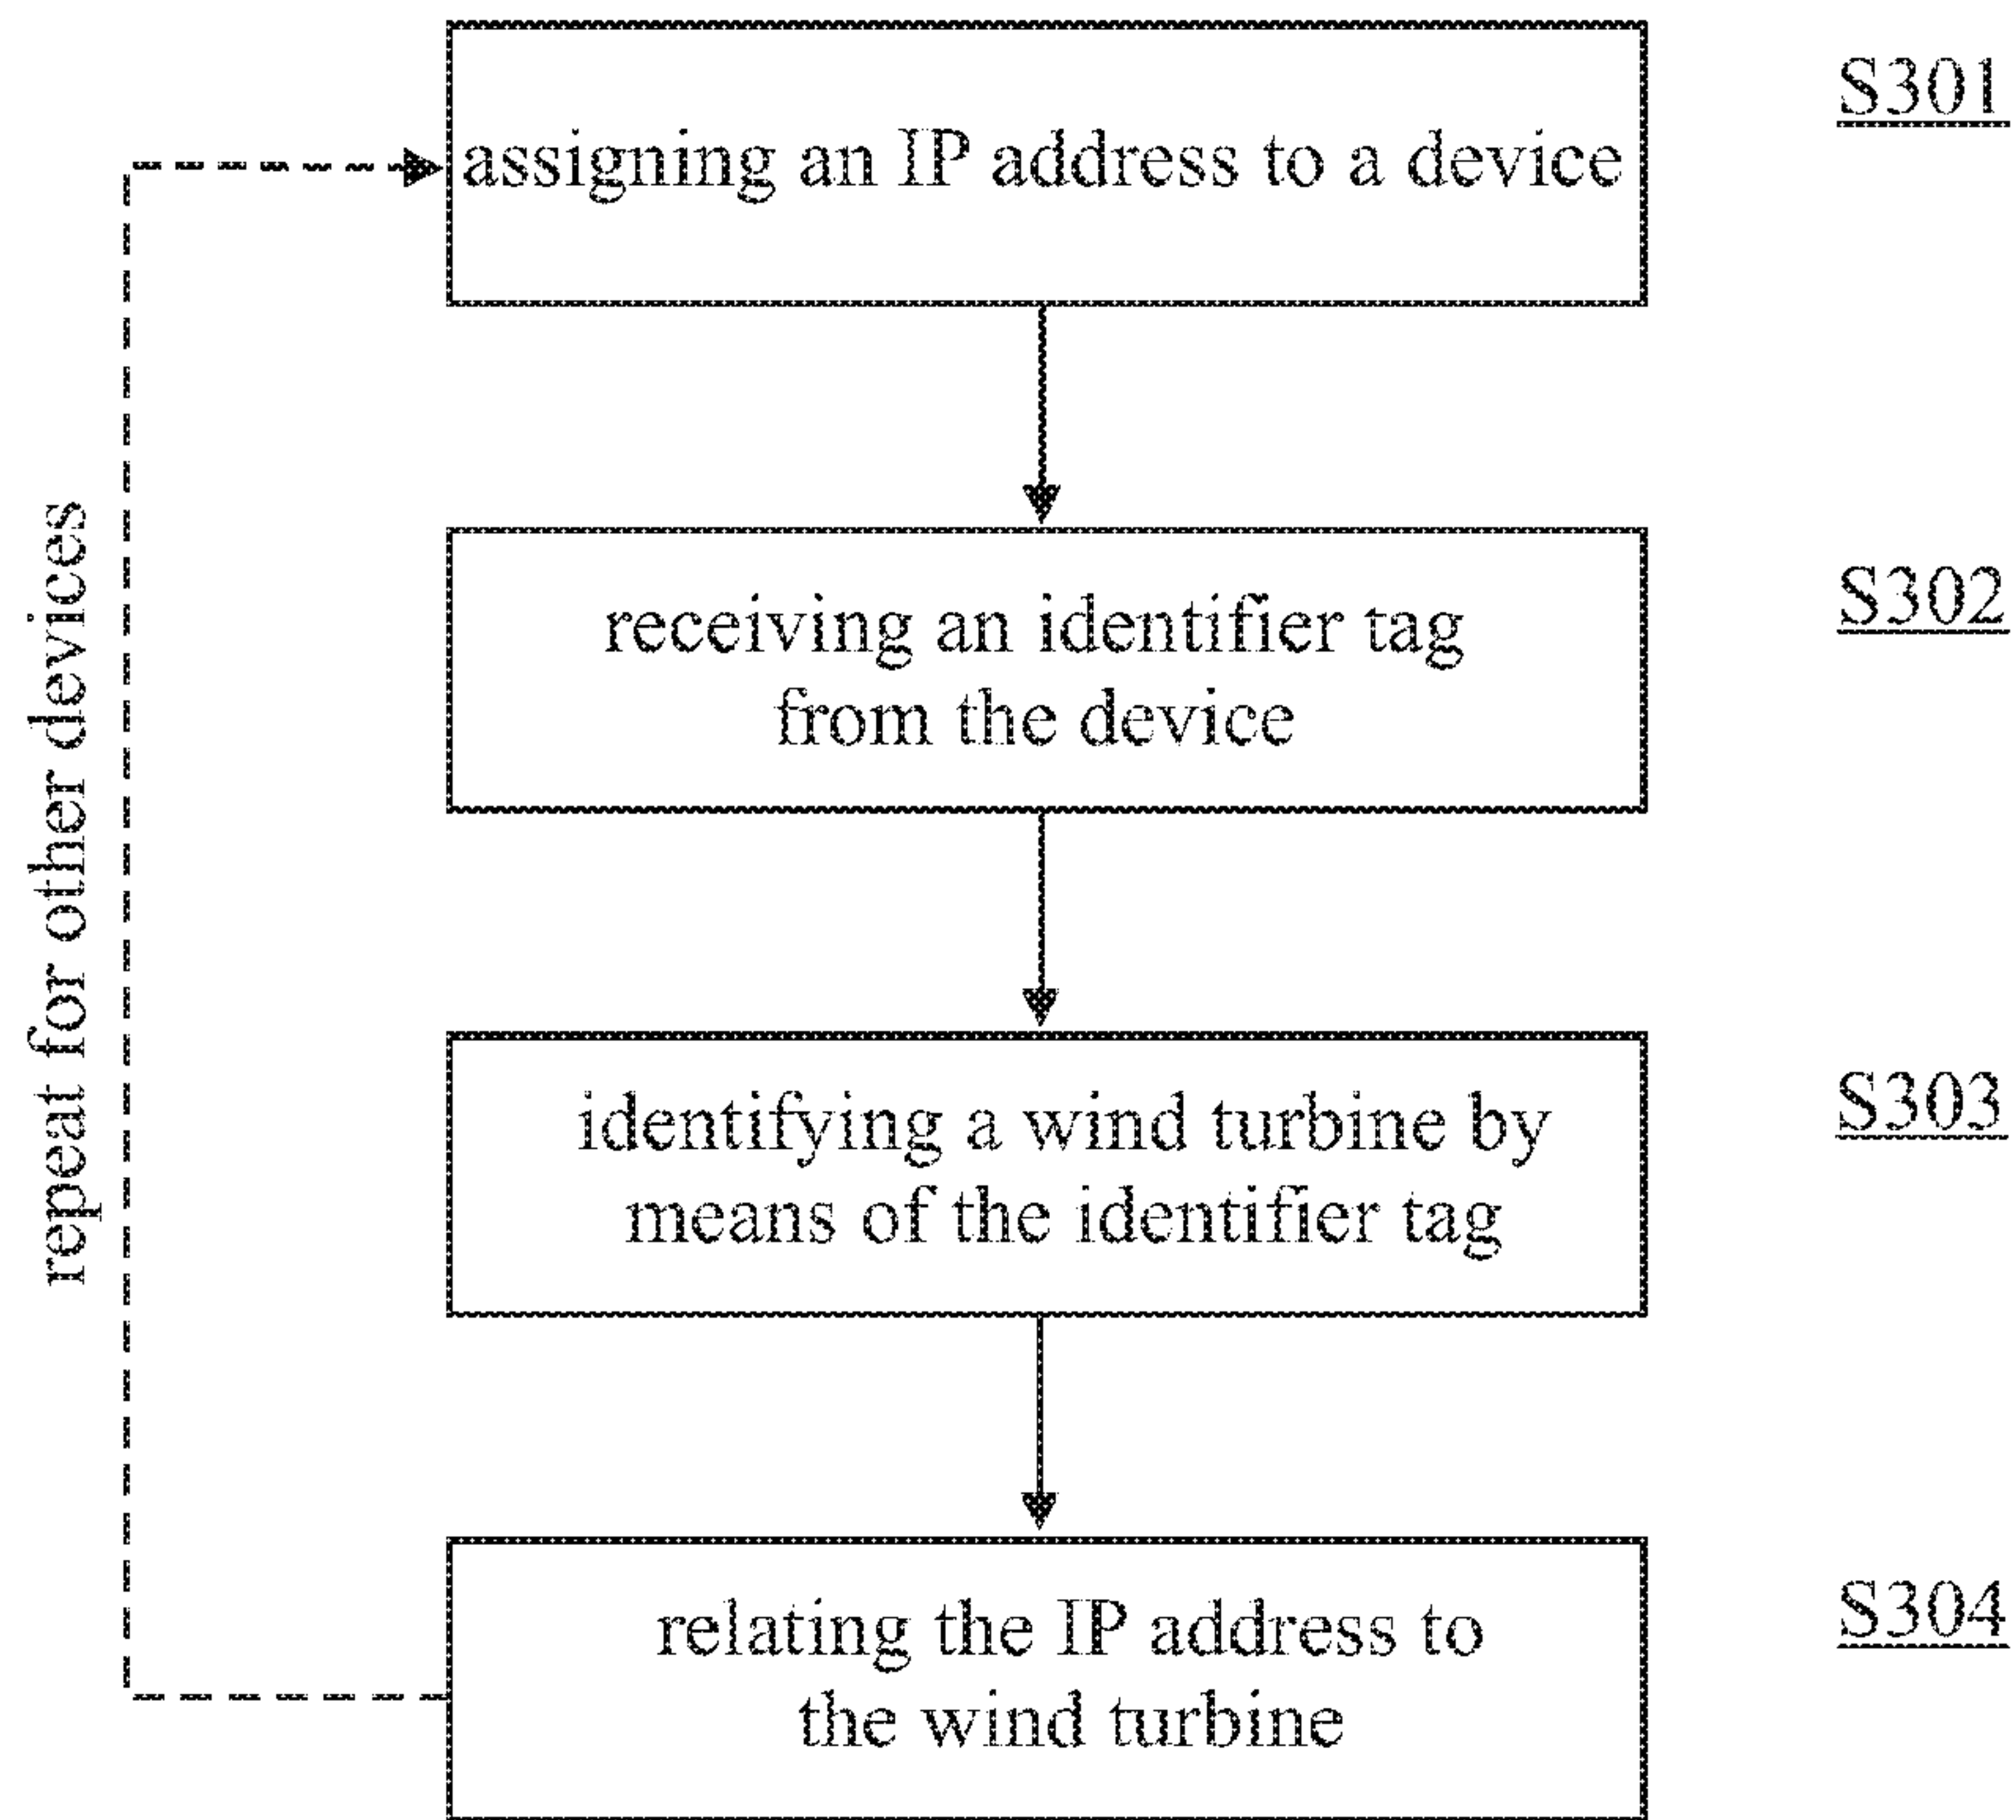 assigning an IP address to a device
S301
receiving an identifier tag
from the device
S302
identifying a wind turbine by
means of the identifier tag
S303
relating the IP address to
the wind turbine
S304
repeat for other devices